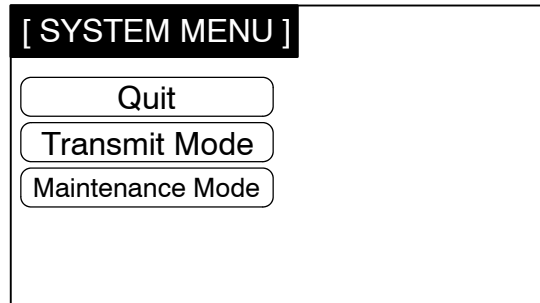 [ SYSTEM MENU ]
Quit
Transmit Mode
Maintenance Mode